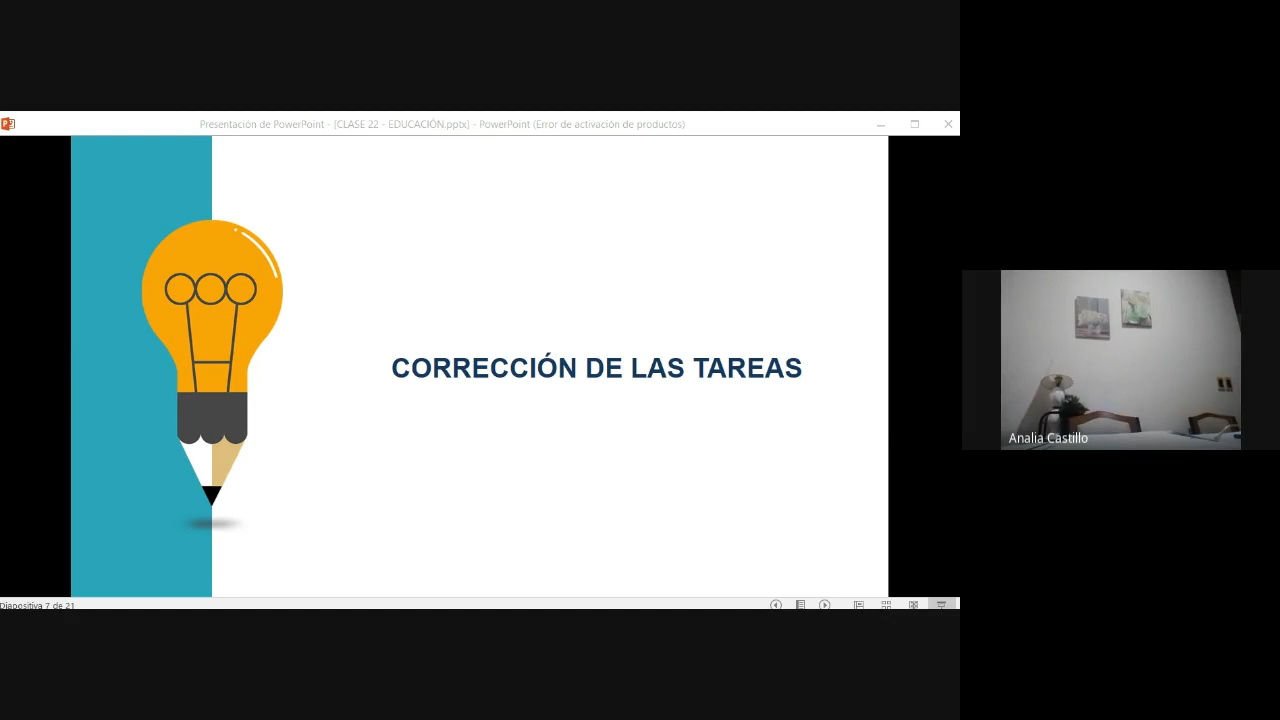 Presentación de PowerPoint - [CLASE 22 - EDUCACIÓN.pptx] - PowerPoint (Error de activación de productos)
CORRECCIÓN DE LAS TAREAS
Analia Castillo
Diapositiva 7 de 21